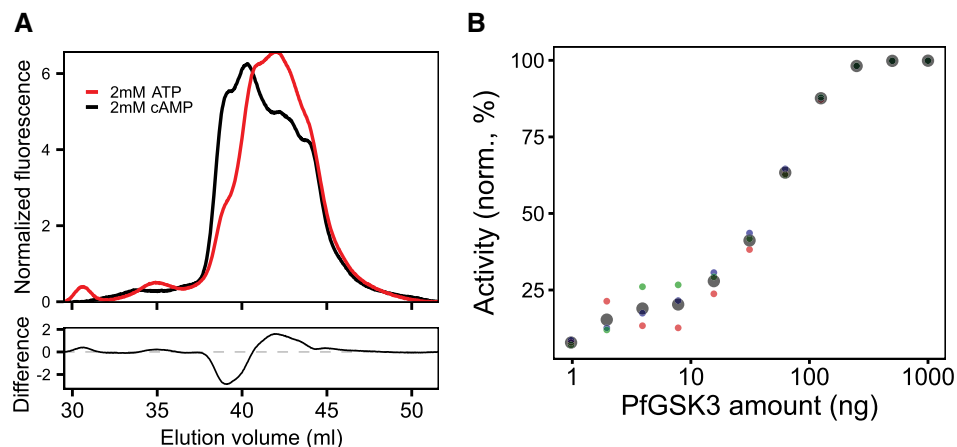 A
Normalized fluorescence
6
4
2
0
2mM ATP
2mM cAMP
Difference
2
0
-2
30
35
40
45
50
Elution volume (ml)
B
Activity (norm., %)
100
75
50
25
1
10
100
1000
PfGSK3 amount (ng)